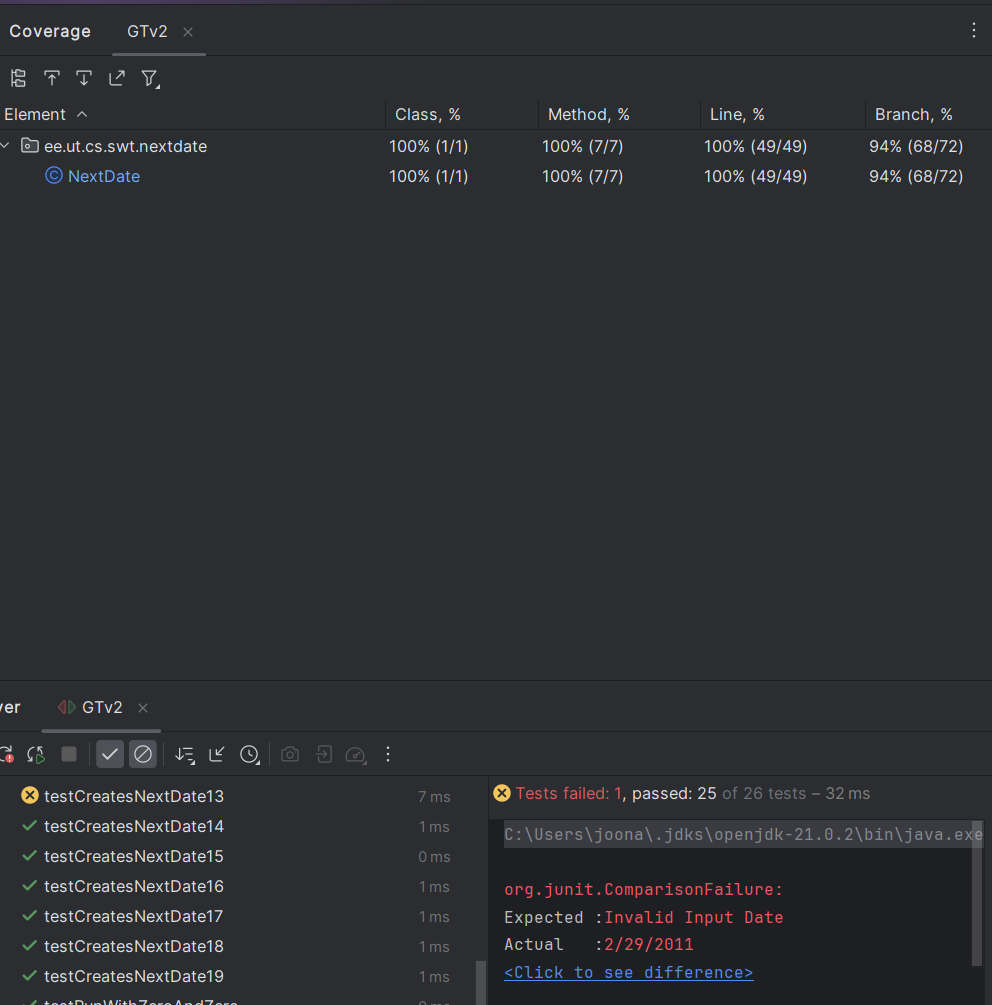 Coverage GTv2
Element Class, % Method, % Line, % Branch, %
ee.ut.cs.swt.nextdate 100% (1/1) 100% (7/7) 100% (49/49) 94% (68/72)
NextDate 100% (1/1) 100% (7/7) 100% (49/49) 94% (68/72)
ver GTv2
testCreatesNextDate13 7 ms
testCreatesNextDate14 1 ms
testCreatesNextDate15 0 ms
testCreatesNextDate16 1 ms
testCreatesNextDate17 1 ms
testCreatesNextDate18 1 ms
testCreatesNextDate19 1 ms
testRunWithZeroAndZero 0 ms
Tests failed: 1, passed: 25 of 26 tests – 32 ms
C:\Users\joona\.jdks\openjdk-21.0.2\bin\java.exe
org.junit.ComparisonFailure:
Expected :Invalid Input Date
Actual :2/29/2011
<Click to see difference>